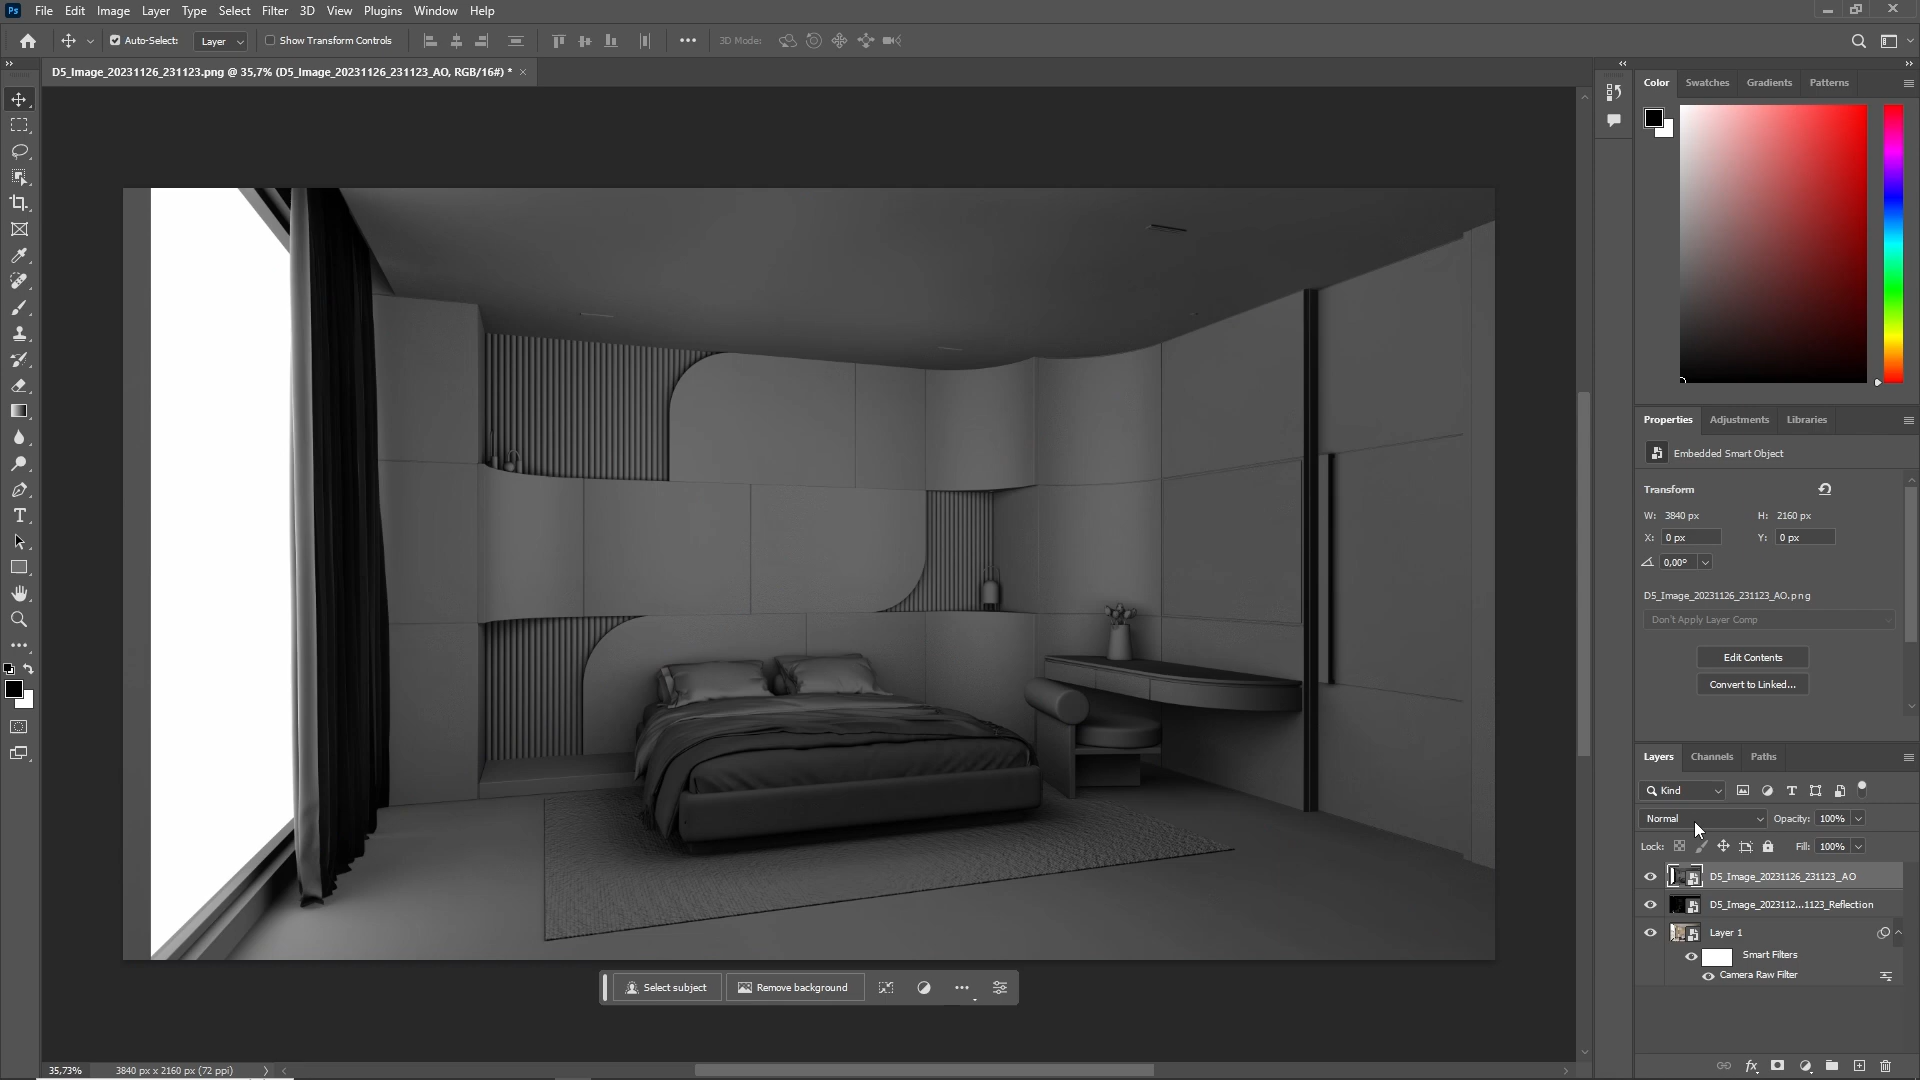 Ps File Edit Image Layer Type Select Filter 3D View Plugins Window Help
Auto-Select: Layer Show Transform Controls ••• 3D Mode:
D5_Image_20231126_231123.png @ 35,7% (D5_Image_20231126_231123_AO, RGB/16#) * ×
Color Swatches Gradients Patterns
Properties Adjustments Libraries
Embedded Smart Object
Transform
W: 3840 px H: 2160 px
X: 0 px Y: 0 px
0,00°
D5_Image_20231126_231123_AO.png
Don't Apply Layer Comp
Edit Contents
Convert to Linked...
Layers Channels Paths
Kind
Normal Opacity: 100%
Lock: Fill: 100%
D5_Image_20231126_231123_AO
D5_Image_2023112...1123_Reflection
Layer 1
Smart Filters
Camera Raw Filter
Select subject Remove background
35,73% 3840 px x 2160 px (72 ppi)
fx